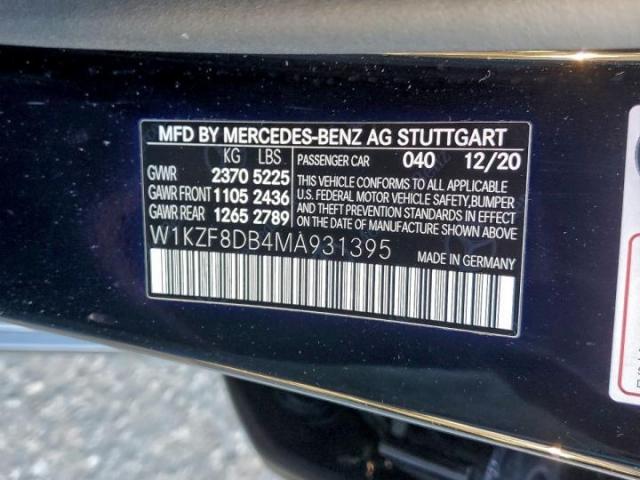 MFD BY MERCEDES-BENZ AG STUTTGART
KG LBS
GVWR 2370 5225
GAWR FRONT 1105 2436
GAWR REAR 1265 2789
PASSENGER CAR 040 12/20
THIS VEHICLE CONFORMS TO ALL APPLICABLE
U.S. FEDERAL MOTOR VEHICLE SAFETY, BUMPER
AND THEFT PREVENTION STANDARDS IN EFFECT
ON THE DATE OF MANUFACTURE SHOWN ABOVE.
W1KZF8DB4MA931395
MADE IN GERMANY